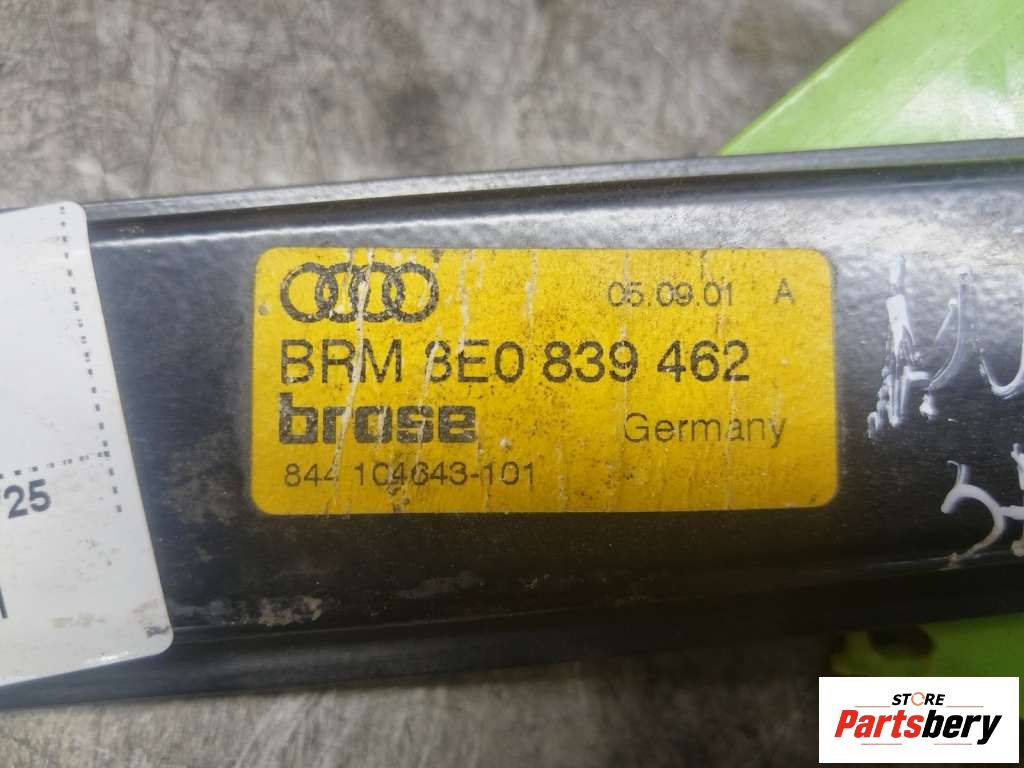 05.09.01 A
BRM 8E0 839 462
brose Germany
844 104643-101
25
STORE
Partsbery